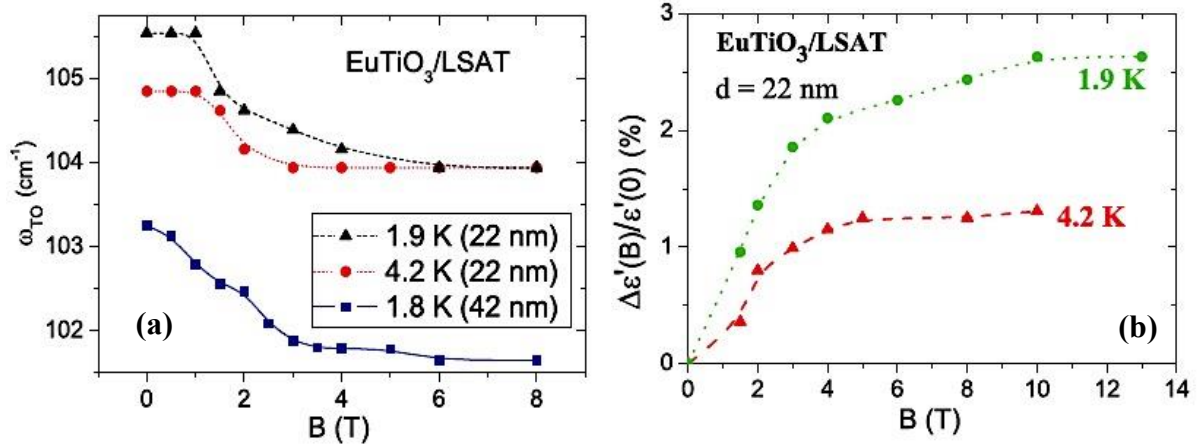 EuTiO₃/LSAT
105
104
103
102
ω_TO (cm⁻¹)
1.9 K (22 nm)
4.2 K (22 nm)
1.8 K (42 nm)
(a)
0 2 4 6 8
B (T)
EuTiO₃/LSAT
d = 22 nm
3
2
1
0
Δε'(B)/ε'(0) (%)
1.9 K
4.2 K
(b)
0 2 4 6 8 10 12 14
B (T)